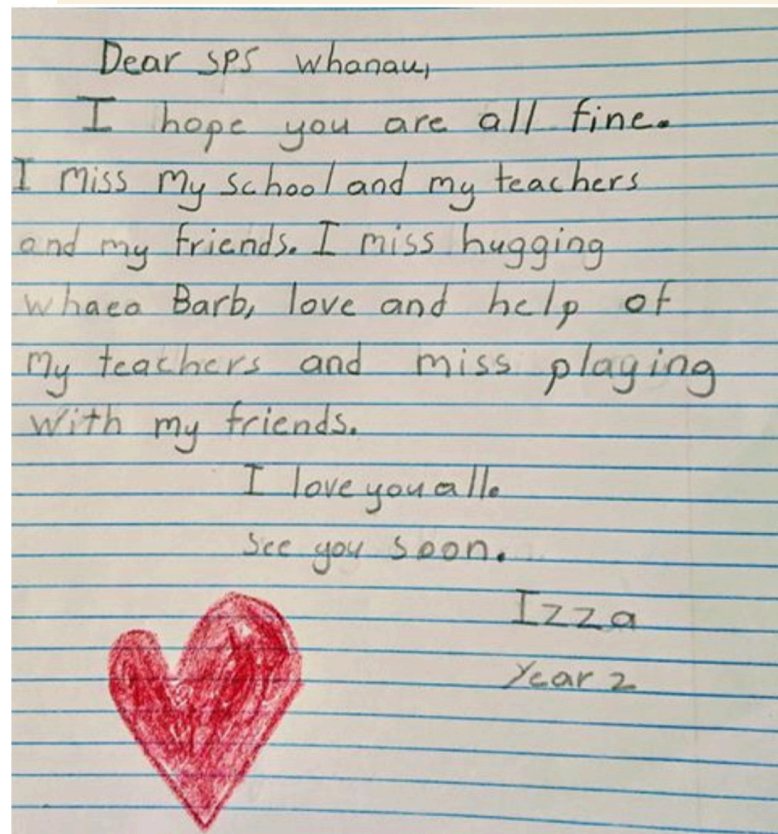 Dear SPS whanau,
I hope you are all fine.
I miss my school and my teachers
and my friends. I miss hugging
whaea Barb, love and help of
my teachers and miss playing
with my friends.
I love you all.
See you soon.
Izza
Year 2